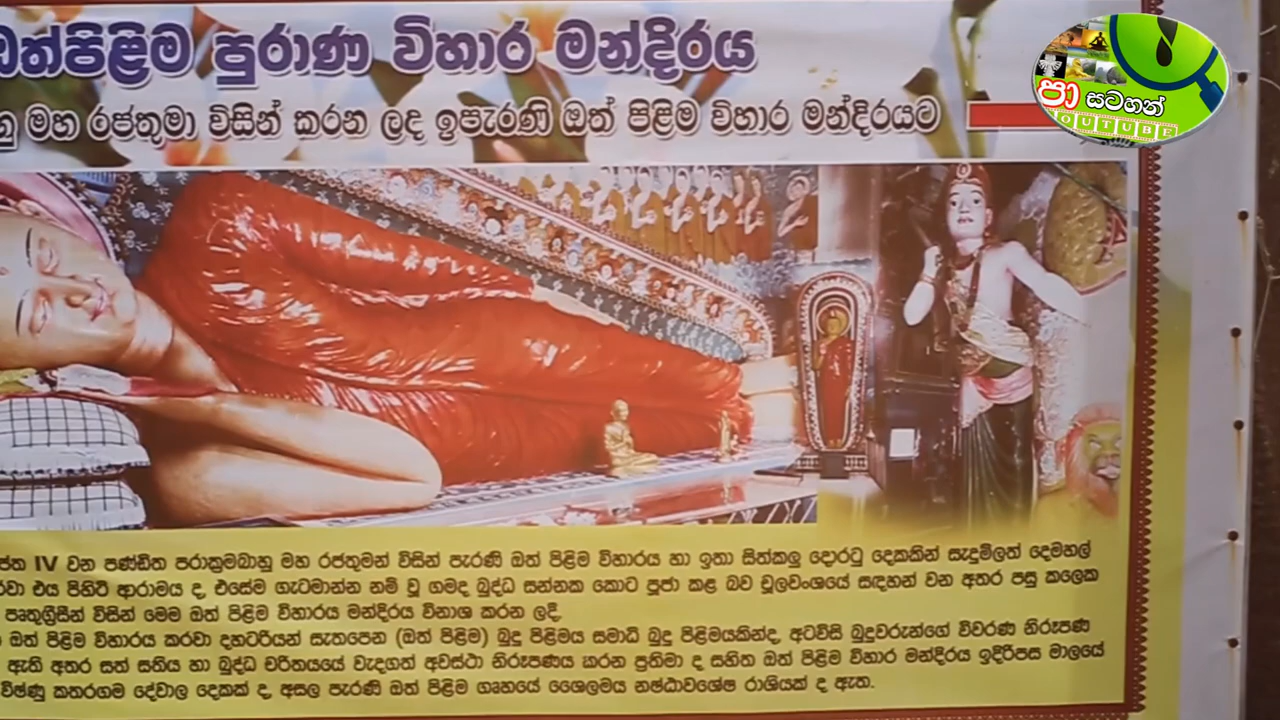 ඔත්පිළිම පුරාණ විහාර මන්දිරය
මහ රජතුමා විසින් කරන ලද ඉපැරණි ඔත් පිළිම විහාර මන්දිරයට
පා සටහන්
OUTUBE
IV වන පණ්ඩිත පරාක්‍රමබාහු මහ රජතුමන් විසින් පැරණි ඔත් පිළිම විහාරය හා ඉතා සිත්කලු දොරටු දෙකකින් සැදුම්ලත් දෙමහල්
එය පිහිටි ආරාමය ද, එසේම ගැටමාන්න නම් වූ ගමද බුද්ධ සන්නක කොට පූජා කළ බව චූලවංශයේ සඳහන් වන අතර පසු කලෙක
පෘතුග්‍රීසීන් විසින් මෙම ඔත් පිළිම විහාරය මන්දිරය විනාශ කරන ලදී.
ඔත් පිළිම විහාරය කරවා දහටරියන් සැතපෙන (ඔත් පිළිම) බුදු පිළිමය සමාධි බුදු පිළිමයකින්ද, අටවිසි බුදුවරුන්ගේ විවරණ නිරූපණ
ඇති අතර සත් සතිය හා බුද්ධ චරිතයයේ වැදගත් අවස්ථා නිරූපණය කරන ප්‍රතිමා ද සහිත ඔත් පිළිම විහාර මන්දිරය ඉදිරිපස මාලයේ
විෂ්ණු කතරගම දේවාල දෙකක් ද, අසල පැරණි ඔත් පිළිම ගෘහයේ ශෛලමය නෂ්ඨාවශේෂ රාශියක් ද ඇත.